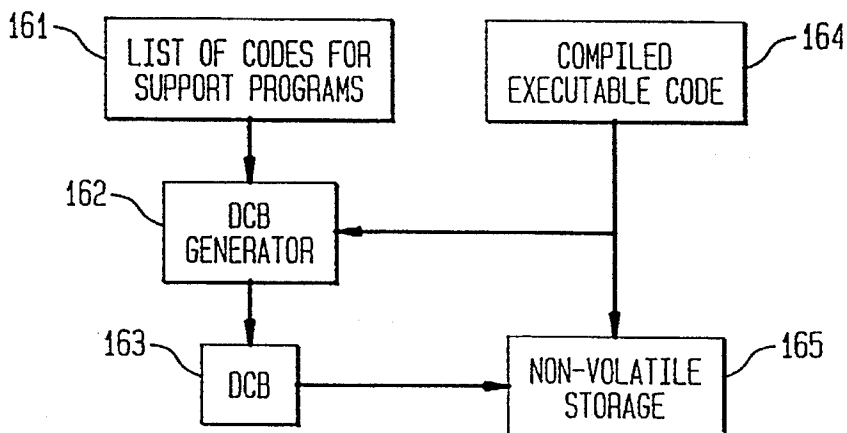 161
LIST OF CODES FOR
SUPPORT PROGRAMS
COMPILED
EXECUTABLE CODE
164
162
DCB
GENERATOR
163
DCB
NON-VOLATILE
STORAGE
165